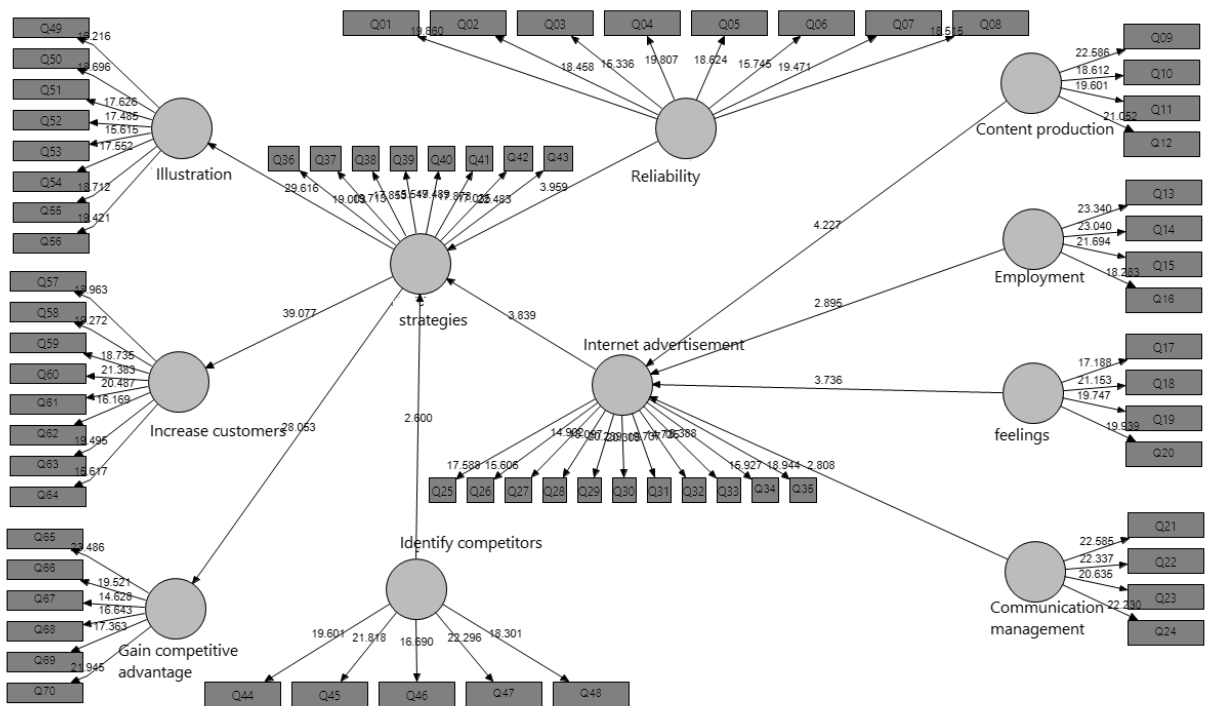 Q49
Q50
Q51
Q52
Q53
Q54
Q55
Q56
17.626
17.485
15.615
17.552
18.712
19.421
Illustration
Q01
Q02
Q03
Q04
Q05
Q06
Q07
Q08
19.860
18.458
15.336
19.807
18.624
15.745
19.471
18.515
Reliability
Q09
Q10
Q11
Q12
22.586
18.612
19.601
21.052
Content production
Q36
Q37
Q38
Q39
Q40
Q41
Q42
Q43
29.616
19.009
3.959
strategies
Q13
Q14
Q15
Q16
23.340
23.040
21.694
18.283
Employment
4.227
2.895
Q57
Q58
Q59
Q60
Q61
Q62
Q63
Q64
18.963
19.272
18.735
21.383
20.487
16.169
19.495
15.617
Increase customers
39.077
3.839
Internet advertisement
3.736
Q17
Q18
Q19
Q20
17.188
21.153
19.747
19.939
feelings
28.053
2.600
17.588
15.606
15.927
18.944
2.808
Q25
Q26
Q27
Q28
Q29
Q30
Q31
Q32
Q33
Q34
Q35
Q65
Q66
Q67
Q68
Q69
Q70
19.521
14.628
16.643
17.363
21.945
Gain competitive
advantage
Identify competitors
19.601
21.818
16.690
22.296
18.301
Q44
Q45
Q46
Q47
Q48
Q21
Q22
Q23
Q24
22.585
22.337
20.635
22.230
Communication
management